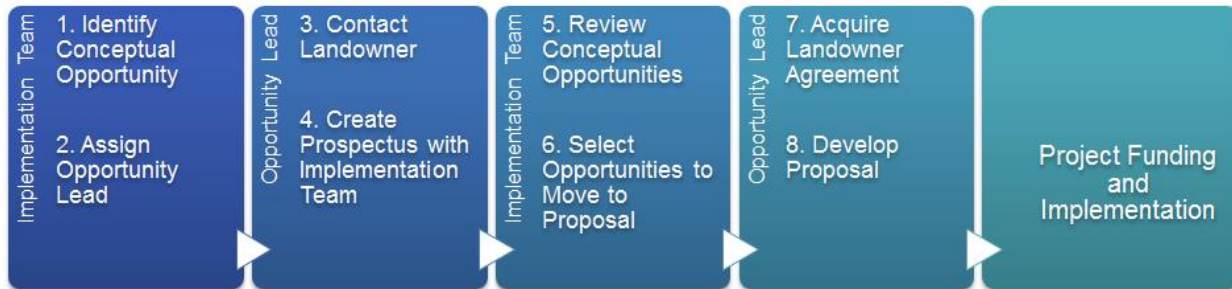 Implementation Team
1. Identify
Conceptual
Opportunity
2. Assign
Opportunity
Lead
Opportunity Lead
3. Contact
Landowner
4. Create
Prospectus with
Implementation
Team
Implementation Team
5. Review
Conceptual
Opportunities
6. Select
Opportunities to
Move to
Proposal
Opportunity Lead
7. Acquire
Landowner
Agreement
8. Develop
Proposal
Project Funding
and
Implementation